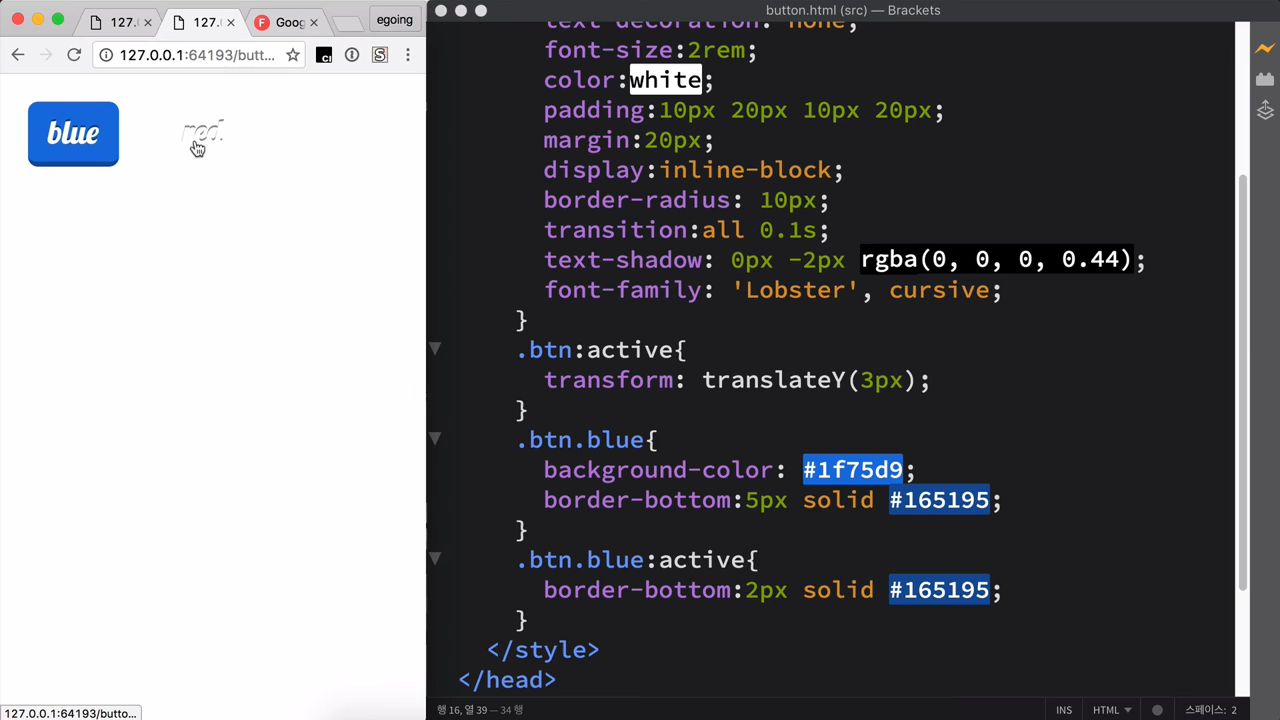 127.
127.
Goog
egoing
127.0.0.1:64193/butt...
blue
red
127.0.0.1:64193/butto...
button.html (src) — Brackets
text-decoration: none;
font-size:2rem;
color:white;
padding:10px 20px 10px 20px;
margin:20px;
display:inline-block;
border-radius: 10px;
transition:all 0.1s;
text-shadow: 0px -2px rgba(0, 0, 0, 0.44);
font-family: 'Lobster', cursive;
}
.btn:active{
transform: translateY(3px);
}
.btn.blue{
background-color: #1f75d9;
border-bottom:5px solid #165195;
}
.btn.blue:active{
border-bottom:2px solid #165195;
}
</style>
</head>
행 16, 열 39 — 34 행
INS
HTML
스페이스: 2